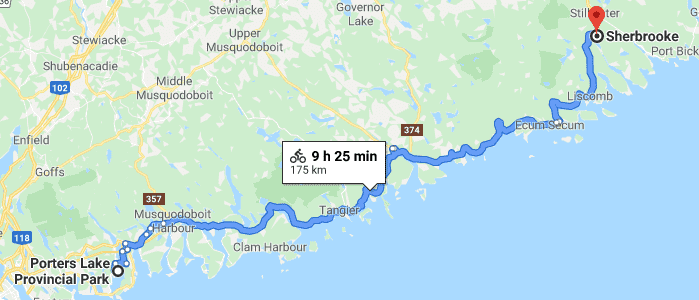 Stewiacke
Governor
Lake
Stillwater
Sherbrooke
Upper
Musquodoboit
Stewiacke
Shubenacadie
Port Bick
Middle
Musquodoboit
102
Liscomb
374
Ecum Secum
Enfield
9 h 25 min
175 km
Goffs
357
Musquodoboit
Harbour
Tangier
118
Clam Harbour
Porters Lake
Provincial Park